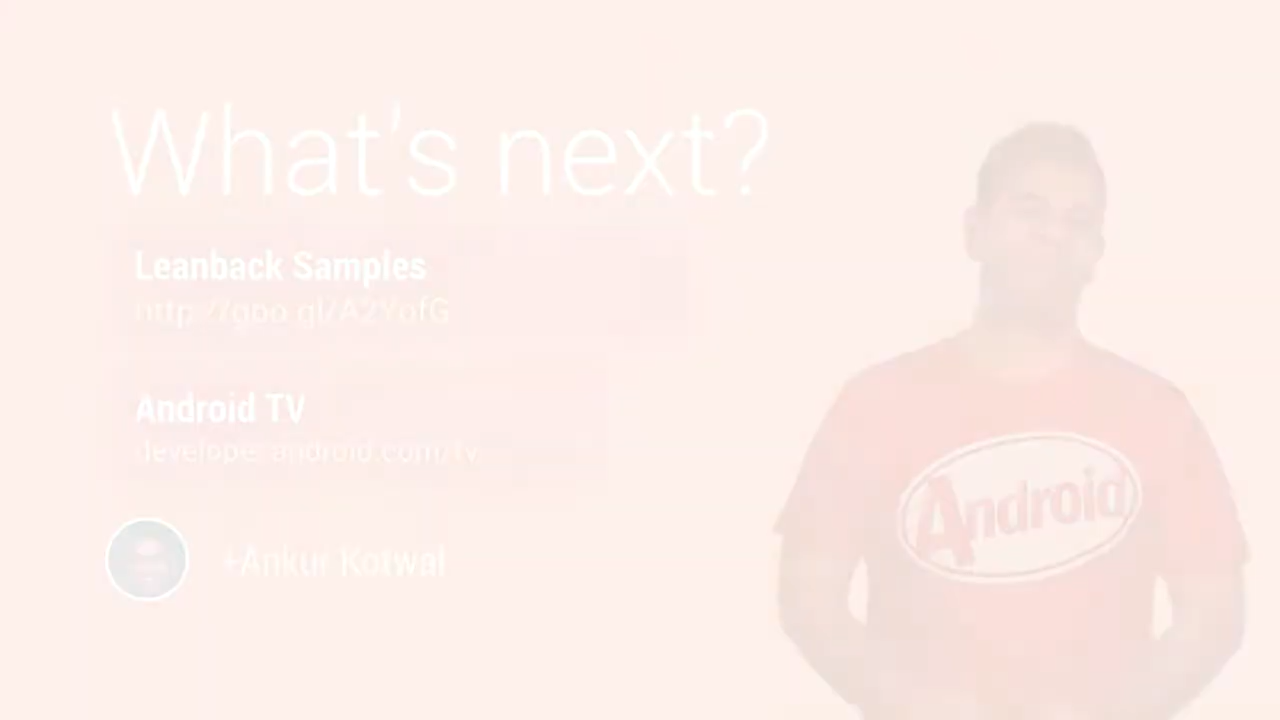 What's next?
Leanback Samples
http://goo.gl/A2YofG
Android TV
developer.android.com/tv
+Ankur Kotwal
Android